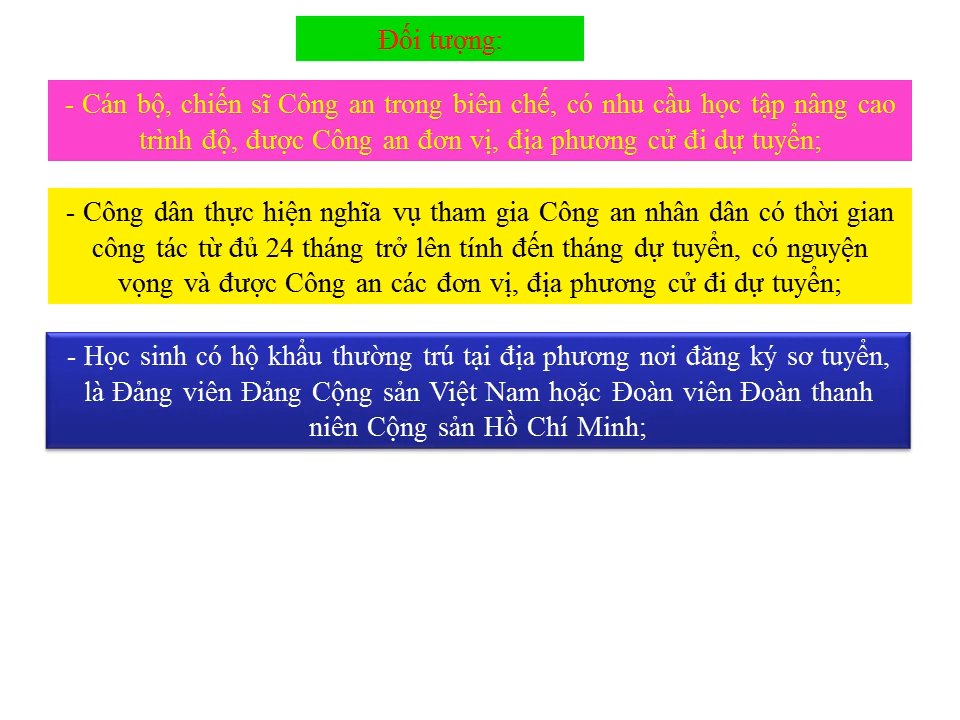 Đối tượng:
- Cán bộ, chiến sĩ Công an trong biên chế, có nhu cầu học tập nâng cao
trình độ, được Công an đơn vị, địa phương cử đi dự tuyển;
- Công dân thực hiện nghĩa vụ tham gia Công an nhân dân có thời gian
công tác từ đủ 24 tháng trở lên tính đến tháng dự tuyển, có nguyện
vọng và được Công an các đơn vị, địa phương cử đi dự tuyển;
- Học sinh có hộ khẩu thường trú tại địa phương nơi đăng ký sơ tuyển,
là Đảng viên Đảng Cộng sản Việt Nam hoặc Đoàn viên Đoàn thanh
niên Cộng sản Hồ Chí Minh;